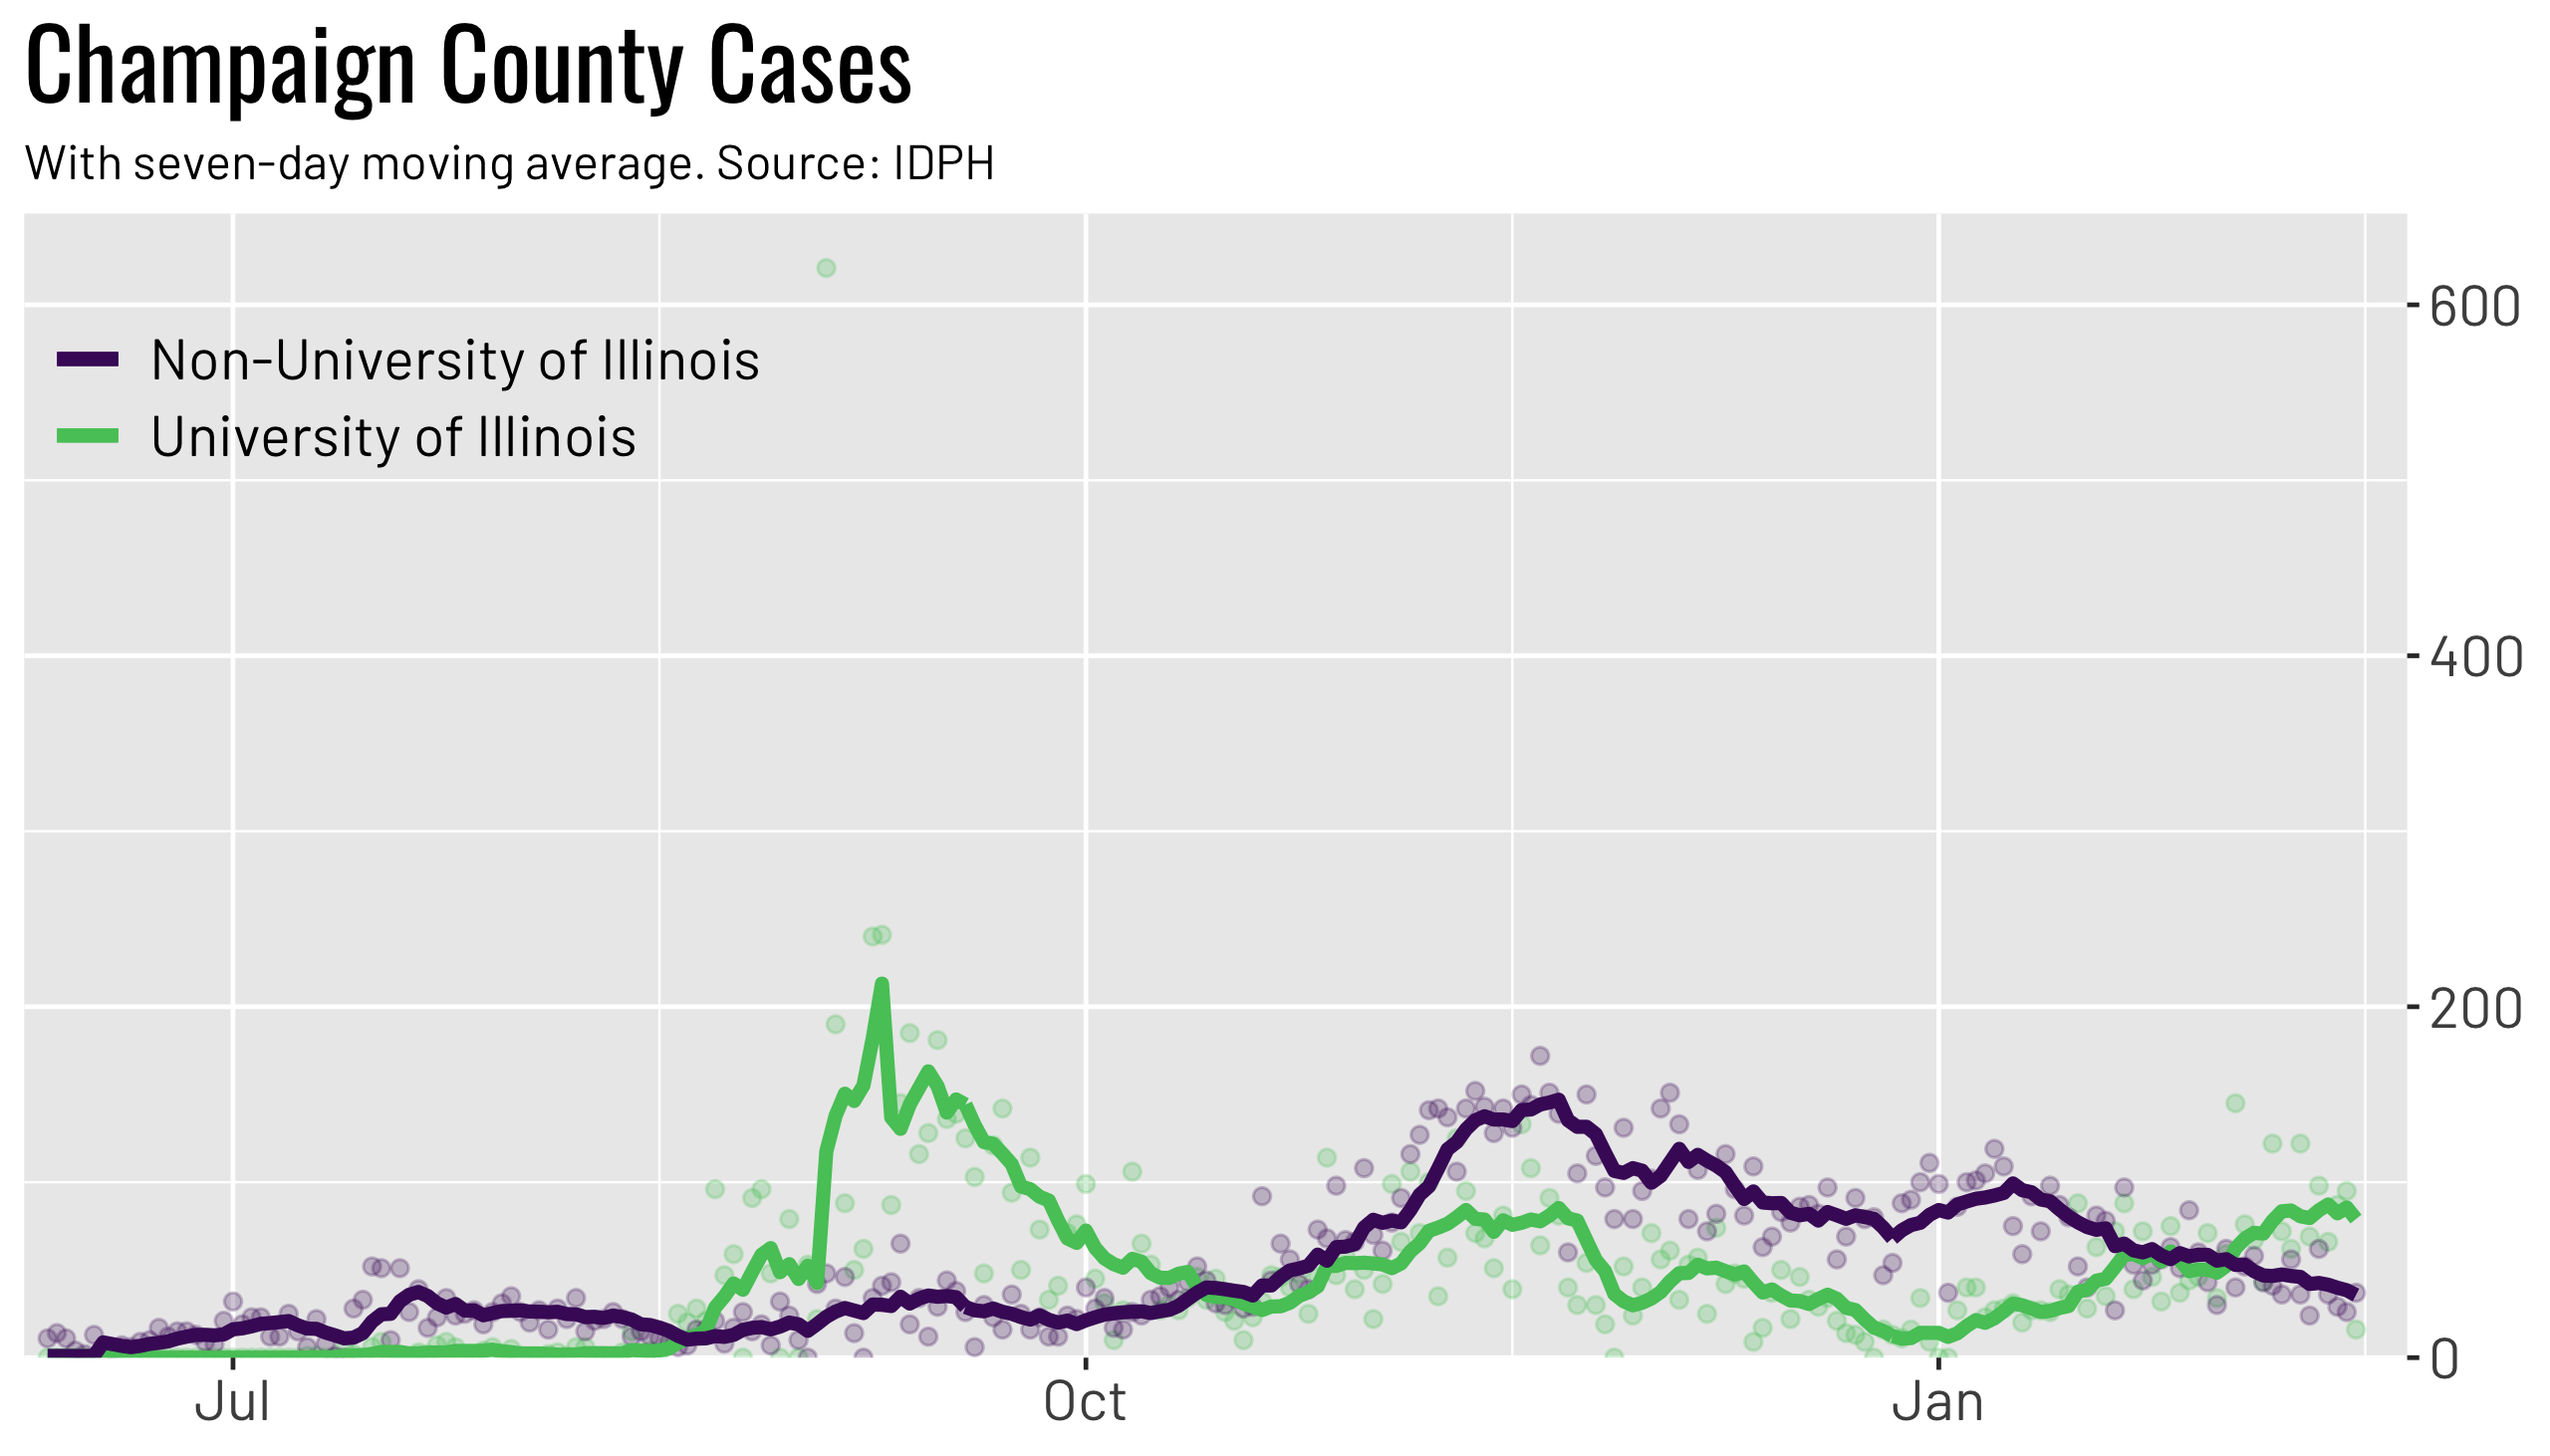 Champaign County Cases
With seven-day moving average. Source: IDPH
600
Non-University of Illinois
University of Illinois
400
200
0
Jul Oct Jan